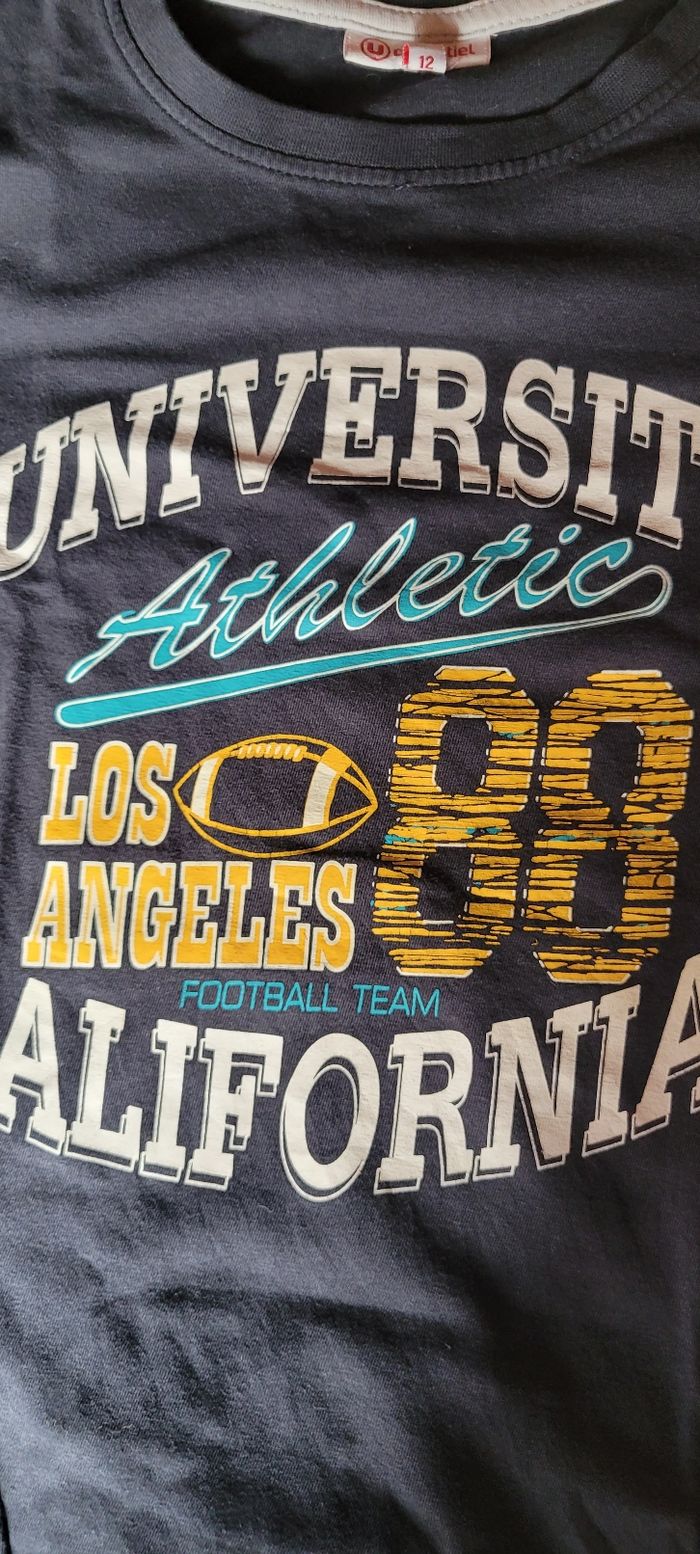 12
UNIVERSIT
Athletic
LOS
88
ANGELES
FOOTBALL TEAM
ALIFORNIA